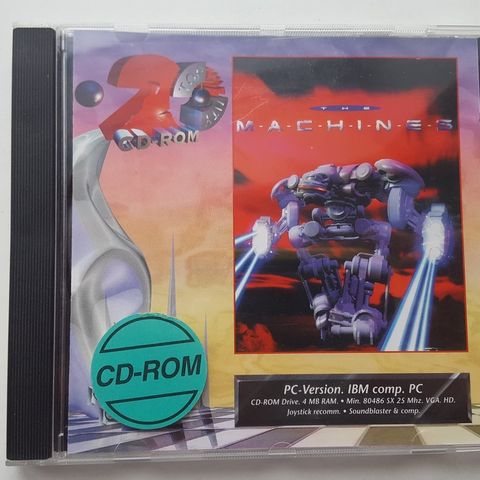 THE
M·A·C·H·I·N·E·S
20
CD-ROM
CD-ROM
PC-Version. IBM comp. PC
CD-ROM Drive. 4 MB RAM. • Min. 80486 SX 25 Mhz. VGA. HD.
Joystick recomm. • Soundblaster & comp.